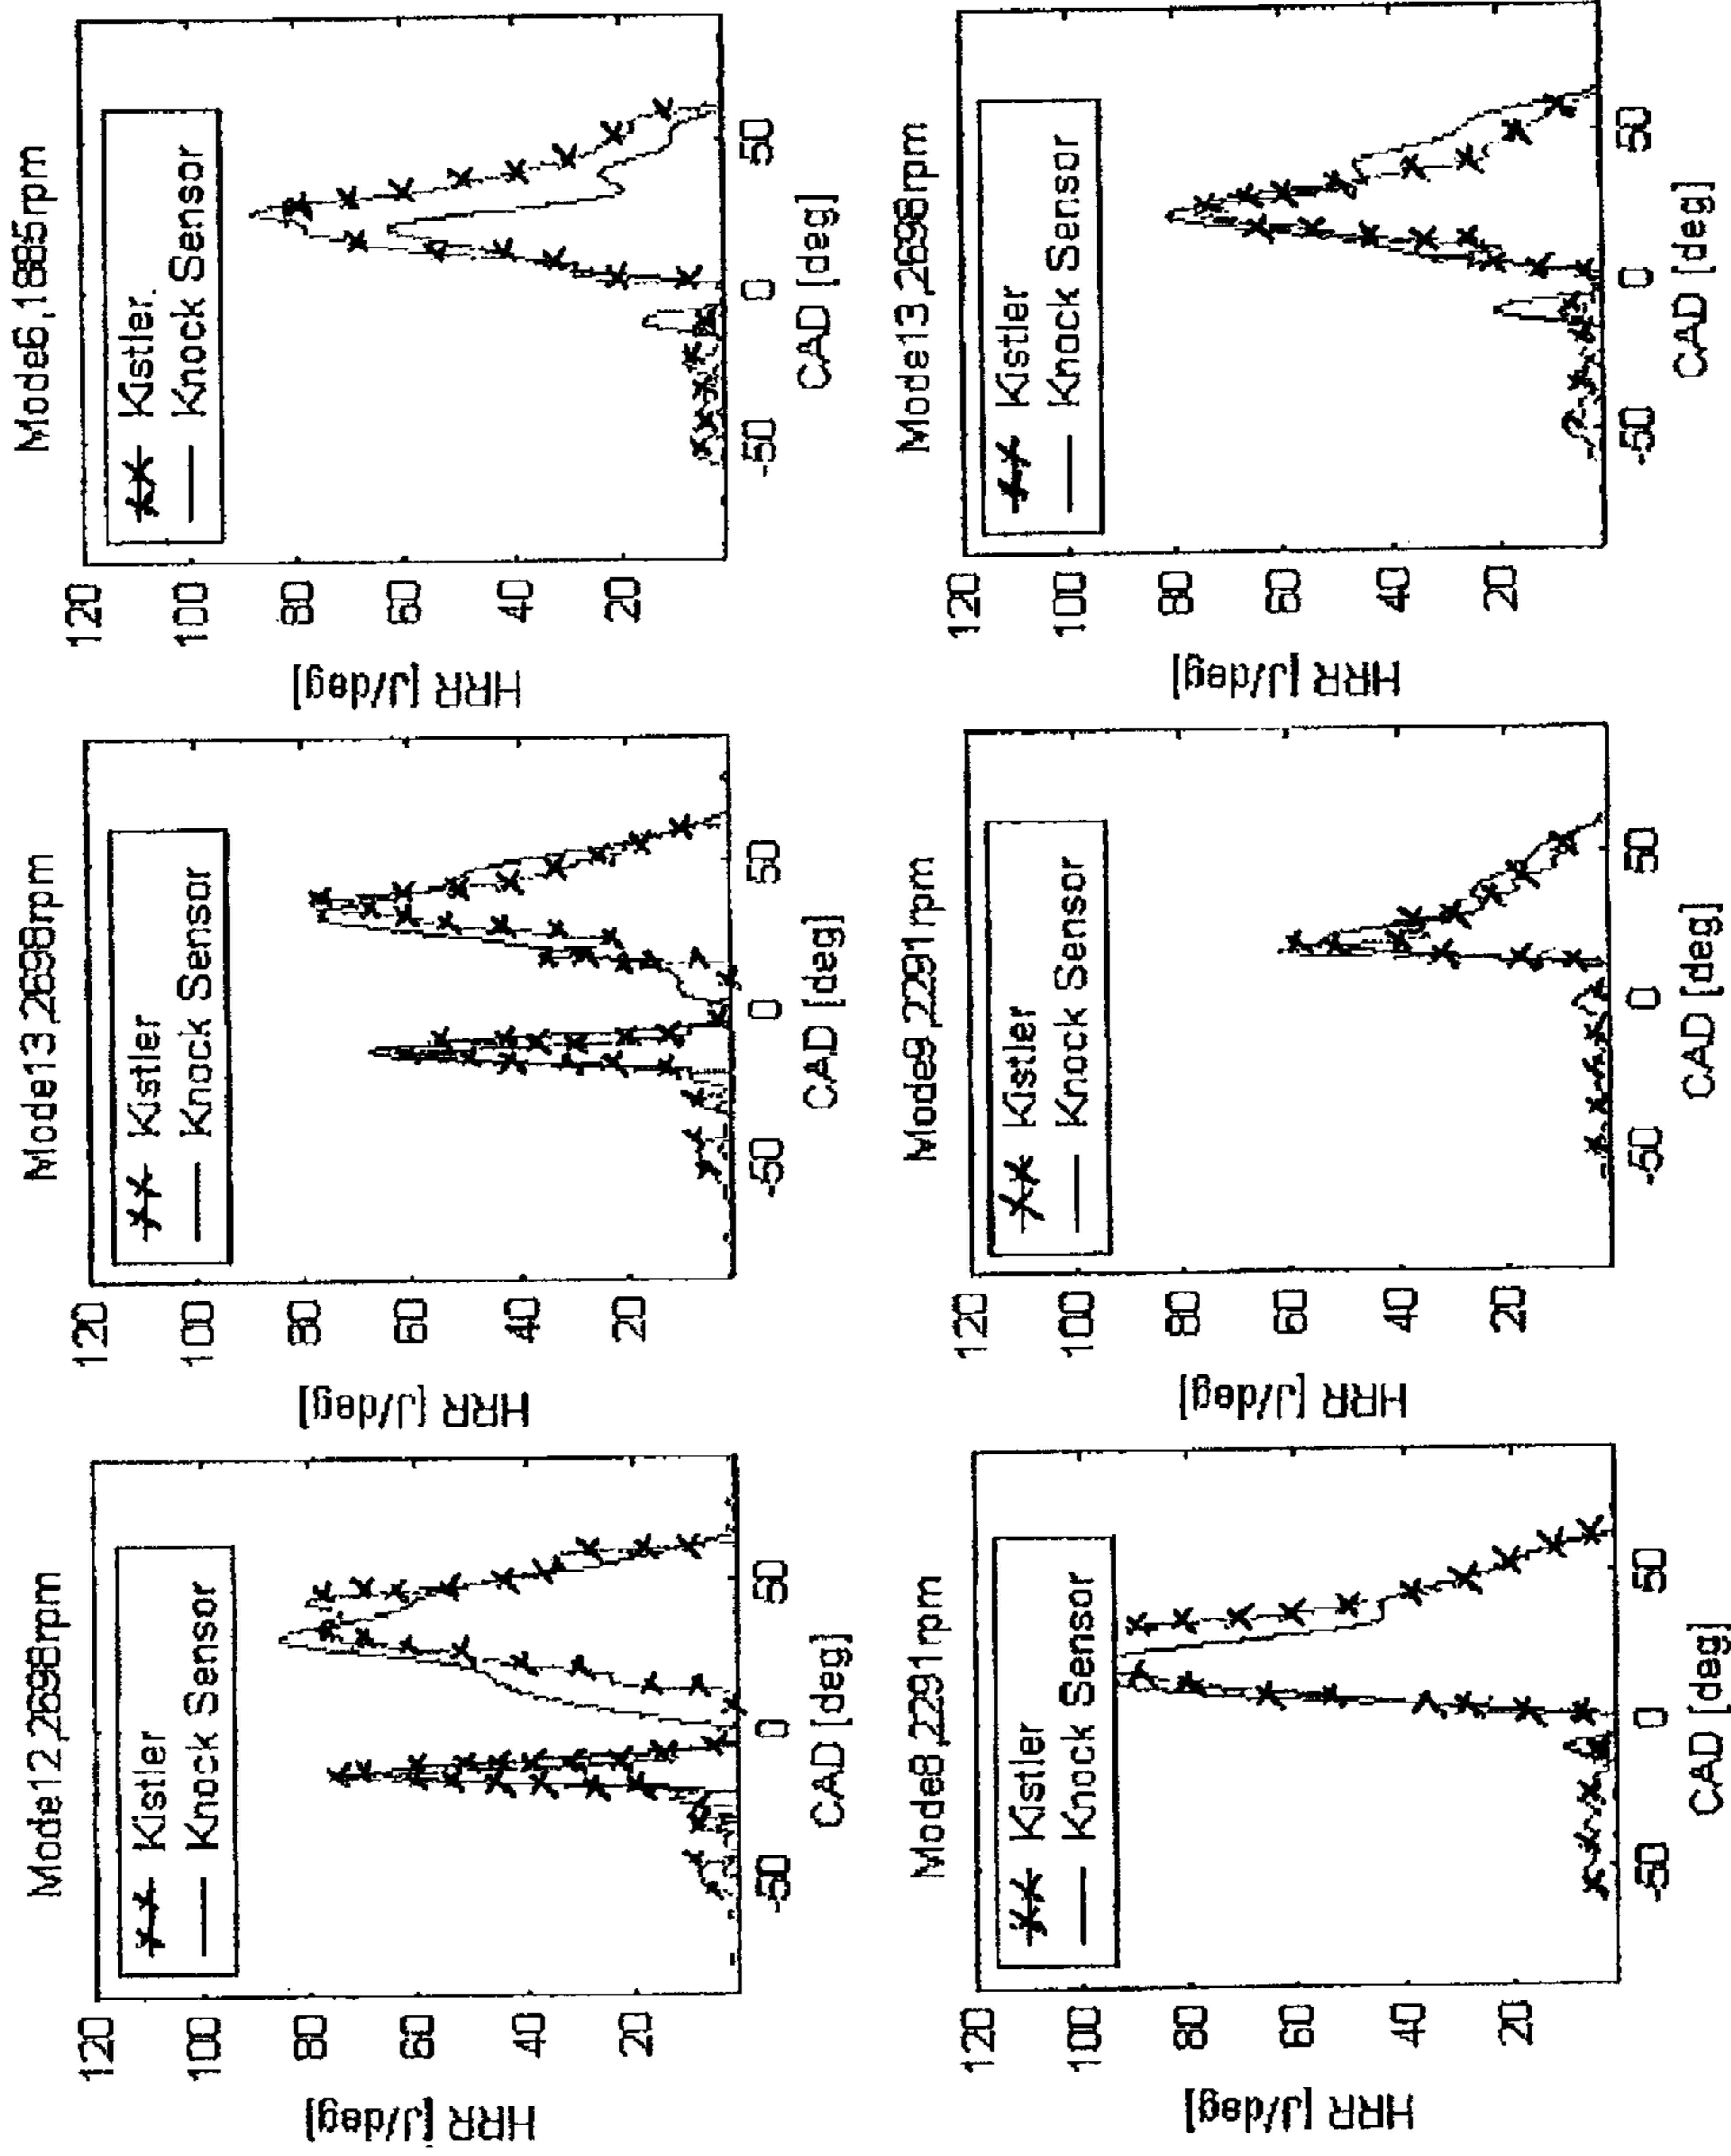 Mode12,2698rpm
Kistler
Knock Sensor
120
100
80
60
40
20
HRR [J/deg]
-50
0
50
CAD [deg]
Mode13,2698rpm
Kistler
Knock Sensor
120
100
80
60
40
20
HRR [J/deg]
-50
0
50
CAD [deg]
Mode6,1885rpm
Kistler.
Knock Sensor
120
100
80
60
40
20
HRR [J/deg]
-50
0
50
CAD [deg]
Mode8,2291rpm
Kistler
Knock Sensor
120
100
80
60
40
20
HRR [J/deg]
-50
0
50
CAD [deg]
Mode9,2291rpm
Kistler
Knock Sensor
120
100
80
60
40
20
HRR [J/deg]
-50
0
50
CAD [deg]
Mode13,2698rpm
Kistler
Knock Sensor
120
100
80
60
40
20
HRR [J/deg]
-50
0
50
CAD [deg]